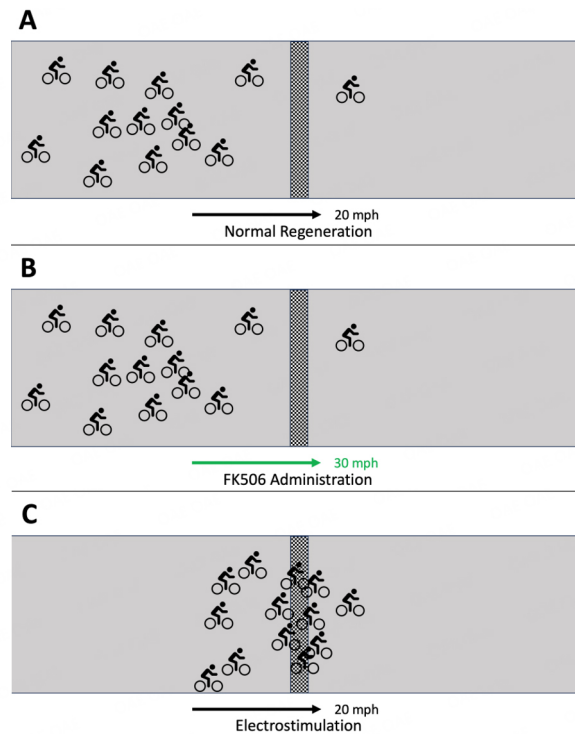 A
20 mph
Normal Regeneration
B
30 mph
FK506 Administration
C
20 mph
Electrostimulation